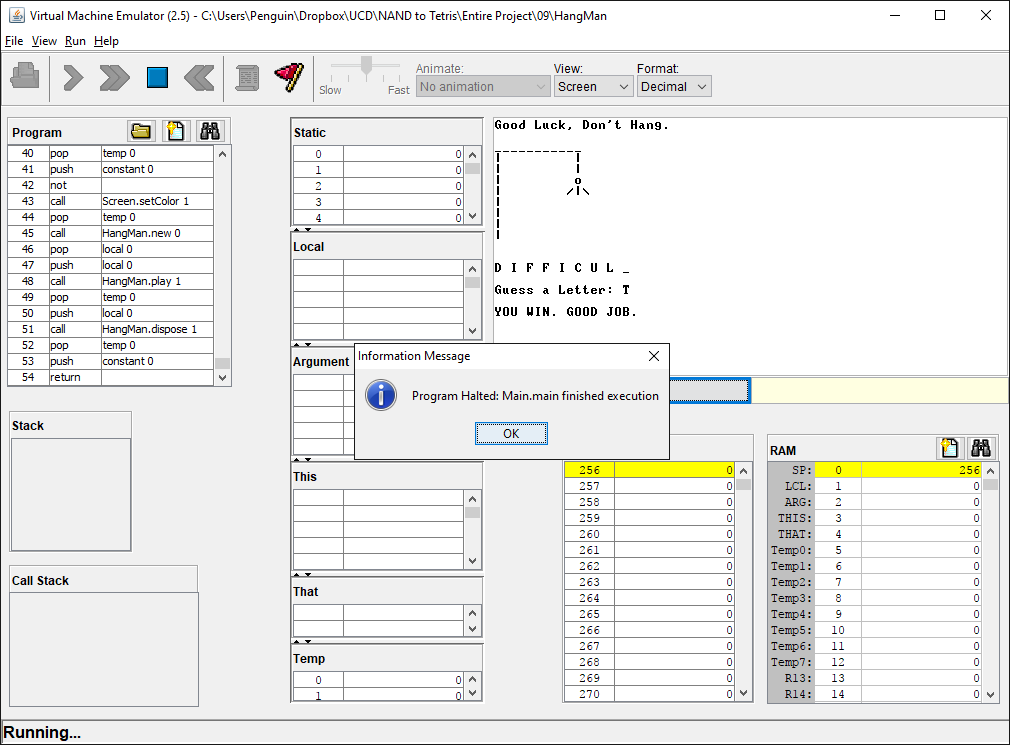 Virtual Machine Emulator (2.5) - C:\Users\Penguin\Dropbox\UCD\NAND to Tetris\Entire Project\09\HangMan
File View Run Help
Slow Fast
Animate:
No animation
View:
Screen
Format:
Decimal
Program
40 pop temp 0
41 push constant 0
42 not
43 call Screen.setColor 1
44 pop temp 0
45 call HangMan.new 0
46 pop local 0
47 push local 0
48 call HangMan.play 1
49 pop temp 0
50 push local 0
51 call HangMan.dispose 1
52 pop temp 0
53 push constant 0
54 return
Stack
Call Stack
Static
0 0
1 0
2 0
3 0
4 0
Local
Argument
This
That
Temp
0 0
1 0
Good Luck, Don't Hang.
D I F F I C U L _
Guess a Letter: T
YOU WIN. GOOD JOB.
Information Message
Program Halted: Main.main finished execution
OK
256 0
257 0
258 0
259 0
260 0
261 0
262 0
263 0
264 0
265 0
266 0
267 0
268 0
269 0
270 0
RAM
SP: 0 256
LCL: 1 0
ARG: 2 0
THIS: 3 0
THAT: 4 0
Temp0: 5 0
Temp1: 6 0
Temp2: 7 0
Temp3: 8 0
Temp4: 9 0
Temp5: 10 0
Temp6: 11 0
Temp7: 12 0
R13: 13 0
R14: 14 0
Running...